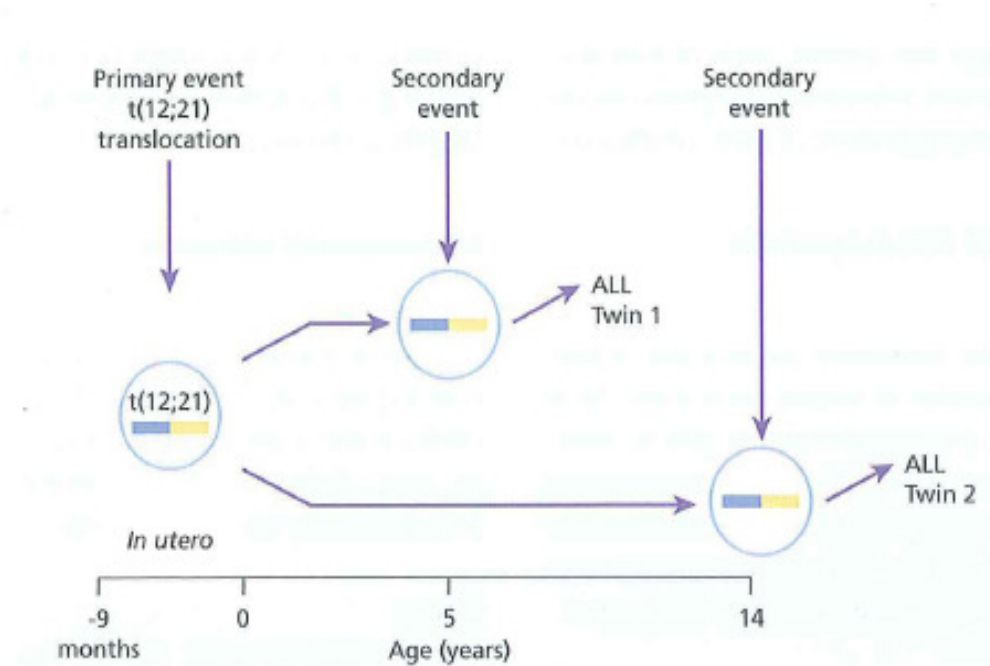 Primary event
t(12;21)
translocation
Secondary
event
Secondary
event
ALL
Twin 1
t(12;21)
ALL
Twin 2
In utero
-9
0
5
14
months
Age (years)